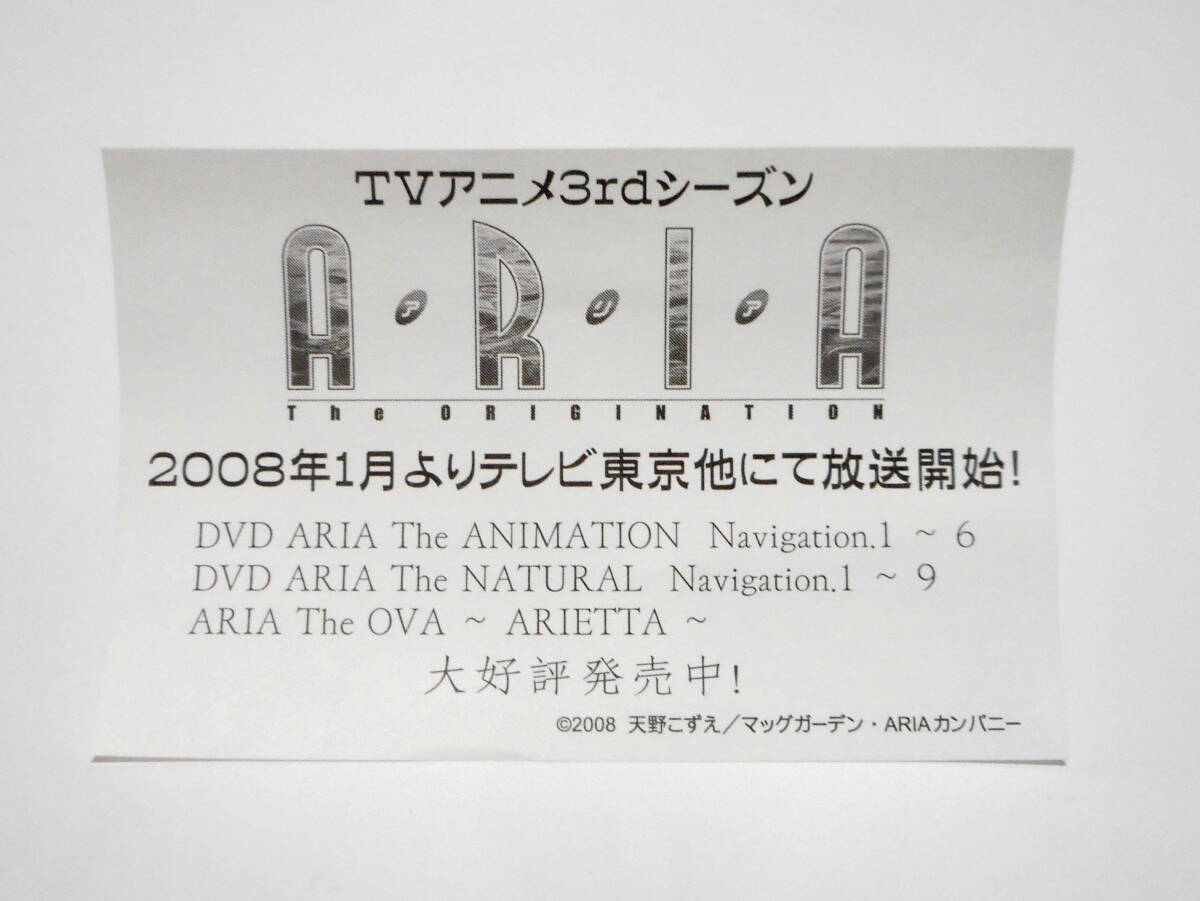 TVアニメ3rdシーズン
A・R・I・A
ア リ ア
The ORIGINATION
2008年1月よりテレビ東京他にて放送開始!
DVD ARIA The ANIMATION Navigation.1 ~ 6
DVD ARIA The NATURAL Navigation.1 ~ 9
ARIA The OVA ~ ARIETTA ~
大好評発売中!
©2008 天野こずえ/マッグガーデン・ARIAカンパニー